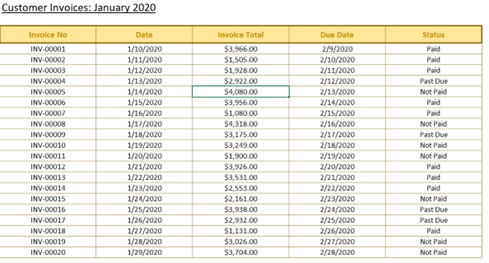 Customer Invoices: January 2020
Invoice No Date Invoice Total Due Date Status
INV-00001 1/10/2020 $3,966.00 2/9/2020 Paid
INV-00002 1/11/2020 $1,505.00 2/10/2020 Paid
INV-00003 1/12/2020 $1,928.00 2/11/2020 Paid
INV-00004 1/13/2020 $2,922.00 2/12/2020 Past Due
INV-00005 1/14/2020 $4,080.00 2/13/2020 Not Paid
INV-00006 1/15/2020 $3,956.00 2/14/2020 Paid
INV-00007 1/16/2020 $1,080.00 2/15/2020 Paid
INV-00008 1/17/2020 $4,318.00 2/16/2020 Not Paid
INV-00009 1/18/2020 $3,175.00 2/17/2020 Past Due
INV-00010 1/19/2020 $3,249.00 2/18/2020 Not Paid
INV-00011 1/20/2020 $1,900.00 2/19/2020 Not Paid
INV-00012 1/21/2020 $3,926.00 2/20/2020 Paid
INV-00013 1/22/2020 $3,531.00 2/21/2020 Paid
INV-00014 1/23/2020 $2,553.00 2/22/2020 Paid
INV-00015 1/24/2020 $2,161.00 2/23/2020 Not Paid
INV-00016 1/25/2020 $3,938.00 2/24/2020 Past Due
INV-00017 1/26/2020 $2,932.00 2/25/2020 Past Due
INV-00018 1/27/2020 $1,131.00 2/26/2020 Paid
INV-00019 1/28/2020 $3,026.00 2/27/2020 Not Paid
INV-00020 1/29/2020 $3,704.00 2/28/2020 Not Paid